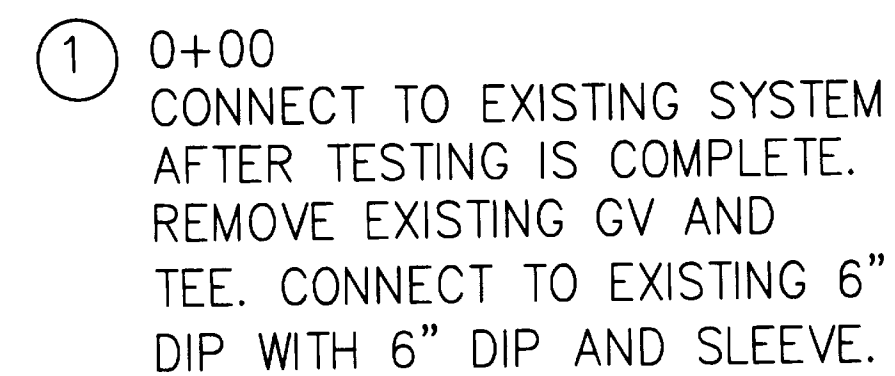 1 0+00
CONNECT TO EXISTING SYSTEM
AFTER TESTING IS COMPLETE.
REMOVE EXISTING GV AND
TEE. CONNECT TO EXISTING 6”
DIP WITH 6” DIP AND SLEEVE.